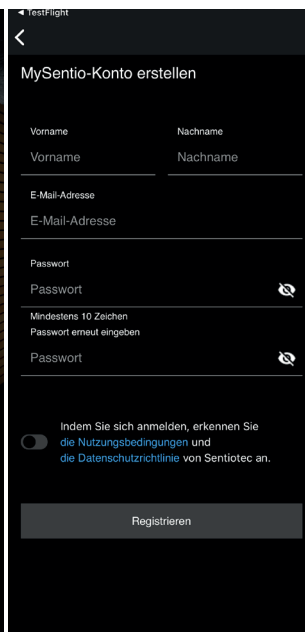 ◄ TestFlight
MySentio-Konto erstellen
Vorname Nachname
Vorname Nachname
E-Mail-Adresse
E-Mail-Adresse
Passwort
Passwort
Mindestens 10 Zeichen
Passwort erneut eingeben
Passwort
Indem Sie sich anmelden, erkennen Sie
die Nutzungsbedingungen und
die Datenschutzrichtlinie von Sentiotec an.
Registrieren